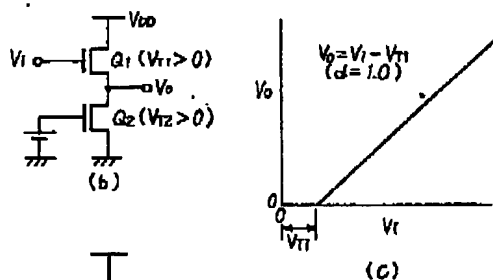 VDD
VI
Q1(VT1>0)
Vo
Q2(VT2>0)
(b)
Vo
Vo=VI-VT1
(α=1.0)
0
0
VT1
VI
(c)